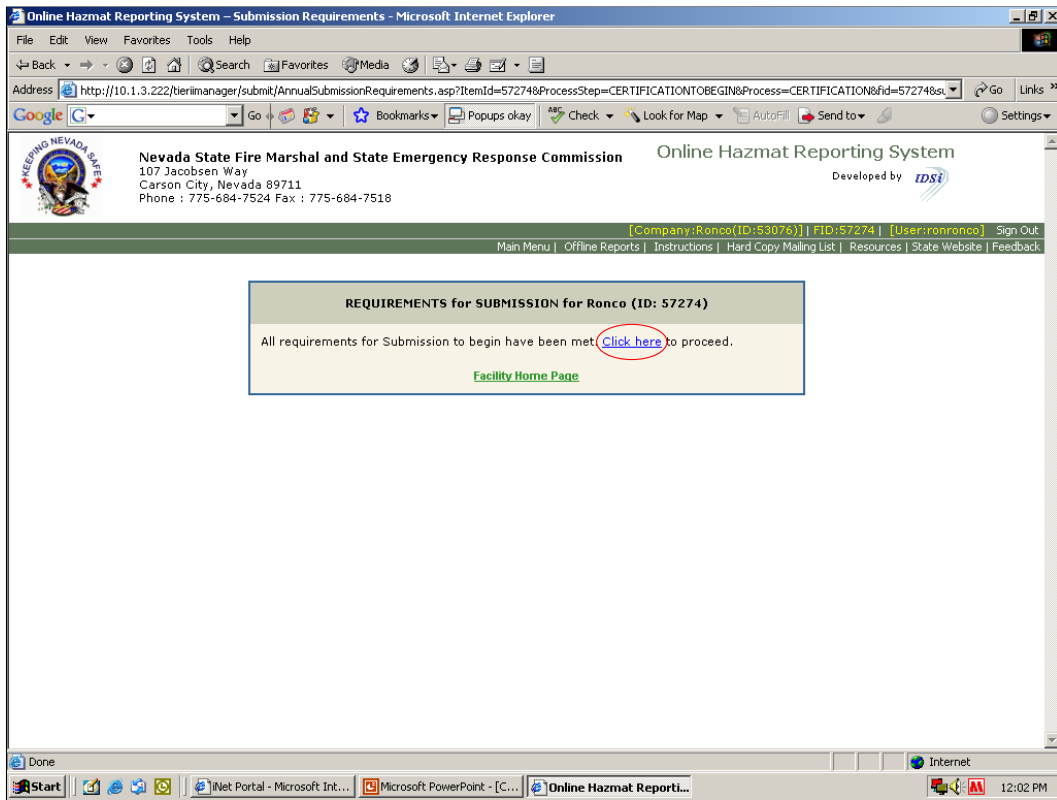 Online Hazmat Reporting System – Submission Requirements - Microsoft Internet Explorer
File Edit View Favorites Tools Help
Back Search Favorites Media
Address http://10.1.3.222/tieriimanager/submit/AnnualSubmissionRequirements.asp?ItemId=57274&ProcessStep=CERTIFICATIONTOBEGIN&Process=CERTIFICATION&fid=57274&su Go Links »
Google G Go Bookmarks Popups okay ABC Check Look for Map AutoFill Send to Settings
KEEPING NEVADA SAFE
Nevada State Fire Marshal and State Emergency Response Commission
107 Jacobsen Way
Carson City, Nevada 89711
Phone : 775-684-7524 Fax : 775-684-7518
Online Hazmat Reporting System
Developed by IDSi
[Company:Ronco(ID:53076)] | FID:57274 | [User:ronronco] Sign Out
Main Menu | Offline Reports | Instructions | Hard Copy Mailing List | Resources | State Website | Feedback
REQUIREMENTS for SUBMISSION for Ronco (ID: 57274)
All requirements for Submission to begin have been met. Click here to proceed.
Facility Home Page
Done Internet
Start iNet Portal - Microsoft Int... Microsoft PowerPoint - [C... Online Hazmat Reporti... 12:02 PM